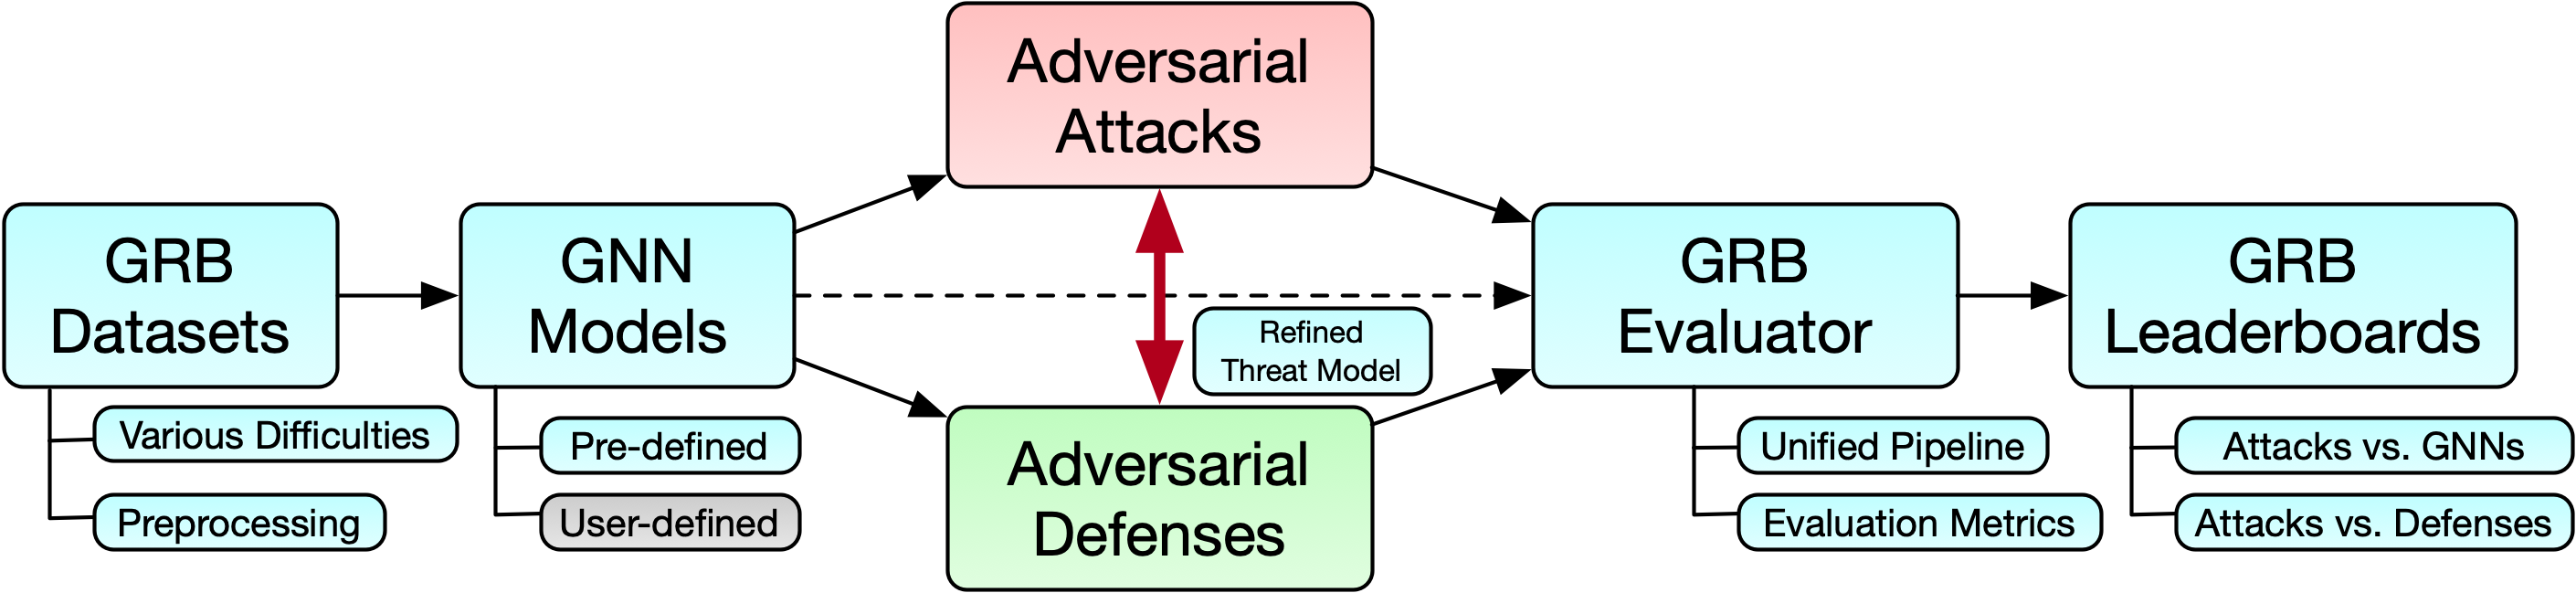 GRB
Datasets
Various Difficulties
Preprocessing
GNN
Models
Pre-defined
User-defined
Adversarial
Attacks
Refined
Threat Model
Adversarial
Defenses
GRB
Evaluator
Unified Pipeline
Evaluation Metrics
GRB
Leaderboards
Attacks vs. GNNs
Attacks vs. Defenses